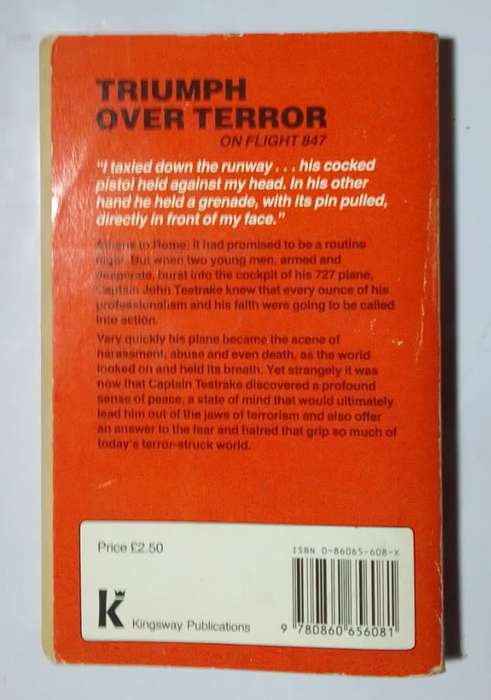 TRIUMPH
OVER TERROR
ON FLIGHT 847
"I taxied down the runway . . . his cocked
pistol held against my head. In his other
hand he held a grenade, with its pin pulled,
directly in front of my face."
Athens to Rome: it had promised to be a routine
flight. But when two young men, armed and
desperate, burst into the cockpit of his 727 plane,
Captain John Testrake knew that every ounce of his
professionalism and his faith were going to be called
into action.
Very quickly his plane became the scene of
harassment, abuse and even death, as the world
looked on and held its breath. Yet strangely it was
now that Captain Testrake discovered a profound
sense of peace, a state of mind that would ultimately
lead him out of the jaws of terrorism and also offer
an answer to the fear and hatred that grip so much of
today's terror-struck world.
Price £2.50
ISBN 0-86065-608-X
K
Kingsway Publications
9 780860 656081